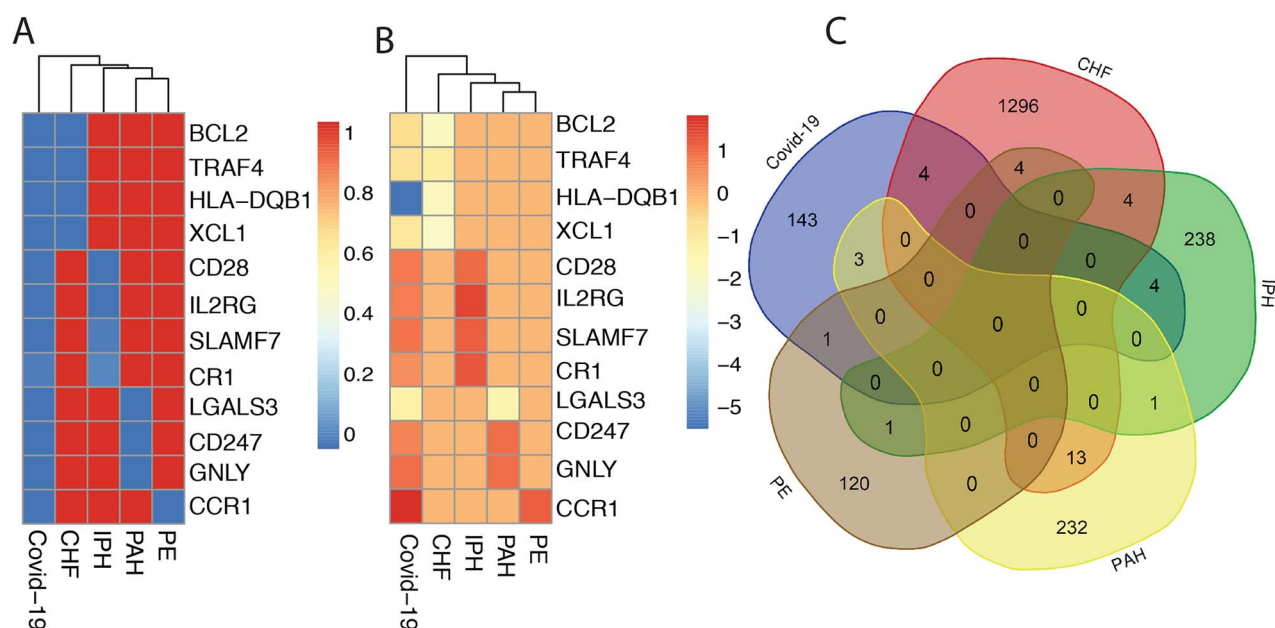 A
BCL2
TRAF4
HLA-DQB1
XCL1
CD28
IL2RG
SLAMF7
CR1
LGALS3
CD247
GNLY
CCR1
1
0.8
0.6
0.4
0.2
0
Covid-19
CHF
IPH
PAH
PE
B
BCL2
TRAF4
HLA-DQB1
XCL1
CD28
IL2RG
SLAMF7
CR1
LGALS3
CD247
GNLY
CCR1
1
0
−1
−2
−3
−4
−5
Covid-19
CHF
IPH
PAH
PE
C
CHF
Covid-19
IPH
PE
PAH
1296
4
4
0
4
143
0
238
0
0
3
0
0
4
0
0
0
1
0
0
0
0
0
0
1
1
0
0
13
120
0
232